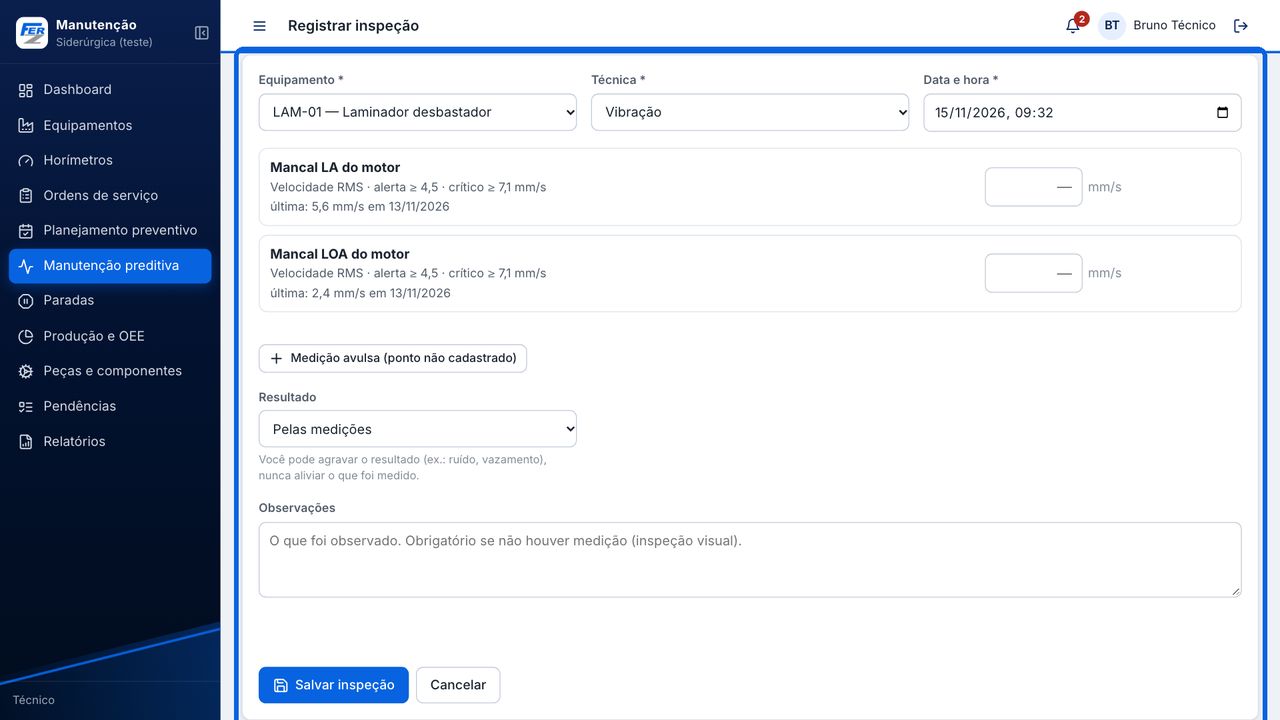 FER2
Manutenção
Siderúrgica (teste)
Dashboard
Equipamentos
Horímetros
Ordens de serviço
Planejamento preventivo
Manutenção preditiva
Paradas
Produção e OEE
Peças e componentes
Pendências
Relatórios
Técnico
Registrar inspeção
2
BT
Bruno Técnico
Equipamento *
Técnica *
Data e hora *
LAM-01 — Laminador desbastador
Vibração
15/11/2026, 09:32
Mancal LA do motor
Velocidade RMS · alerta ≥ 4,5 · crítico ≥ 7,1 mm/s
última: 5,6 mm/s em 13/11/2026
— mm/s
Mancal LOA do motor
Velocidade RMS · alerta ≥ 4,5 · crítico ≥ 7,1 mm/s
última: 2,4 mm/s em 13/11/2026
— mm/s
Medição avulsa (ponto não cadastrado)
Resultado
Pelas medições
Você pode agravar o resultado (ex.: ruído, vazamento),
nunca aliviar o que foi medido.
Observações
O que foi observado. Obrigatório se não houver medição (inspeção visual).
Salvar inspeção
Cancelar